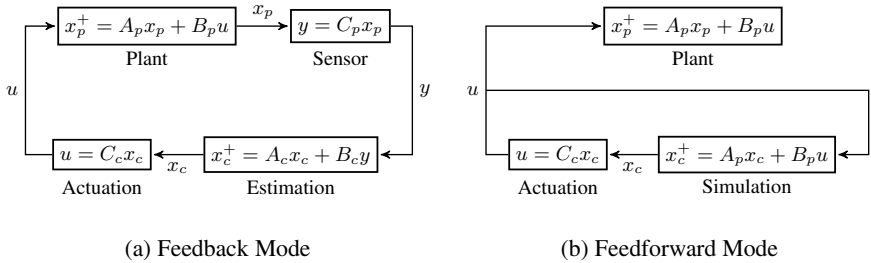 x_p^+ = A_p x_p + B_p u
x_p
y = C_p x_p
Plant
Sensor
u
y
u = C_c x_c
x_c
x_c^+ = A_c x_c + B_c y
Actuation
Estimation
(a) Feedback Mode
x_p^+ = A_p x_p + B_p u
Plant
u
u = C_c x_c
x_c
x_c^+ = A_p x_c + B_p u
Actuation
Simulation
(b) Feedforward Mode